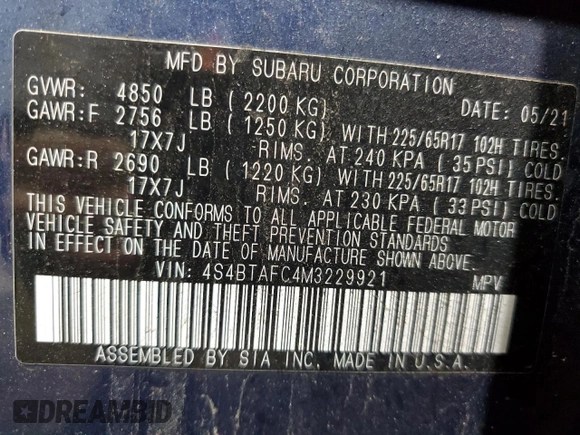 MFD BY SUBARU CORPORATION
GVWR: 4850 LB ( 2200 KG) DATE: 05/21
GAWR:F 2756 LB ( 1250 KG) WITH 225/65R17 102H TIRES.
17X7J RIMS. AT 240 KPA ( 35 PSI) COLD
GAWR:R 2690 LB ( 1220 KG) WITH 225/65R17 102H TIRES.
17X7J RIMS. AT 230 KPA ( 33 PSI) COLD
THIS VEHICLE CONFORMS TO ALL APPLICABLE FEDERAL MOTOR
VEHICLE SAFETY AND THEFT PREVENTION STANDARDS
IN EFFECT ON THE DATE OF MANUFACTURE SHOWN ABOVE.
VIN: 4S4BTAFC4M3229921 MPV
ASSEMBLED BY SIA INC. MADE IN U.S.A.
DREAMBID